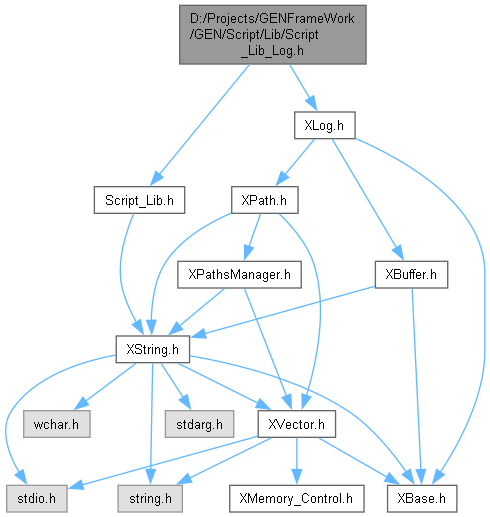 D:/Projects/GENFrameWork
/GEN/Script/Lib/Script
_Lib_Log.h
XLog.h
Script_Lib.h
XPath.h
XPathsManager.h
XBuffer.h
XString.h
wchar.h
stdarg.h
XVector.h
stdio.h
string.h
XMemory_Control.h
XBase.h